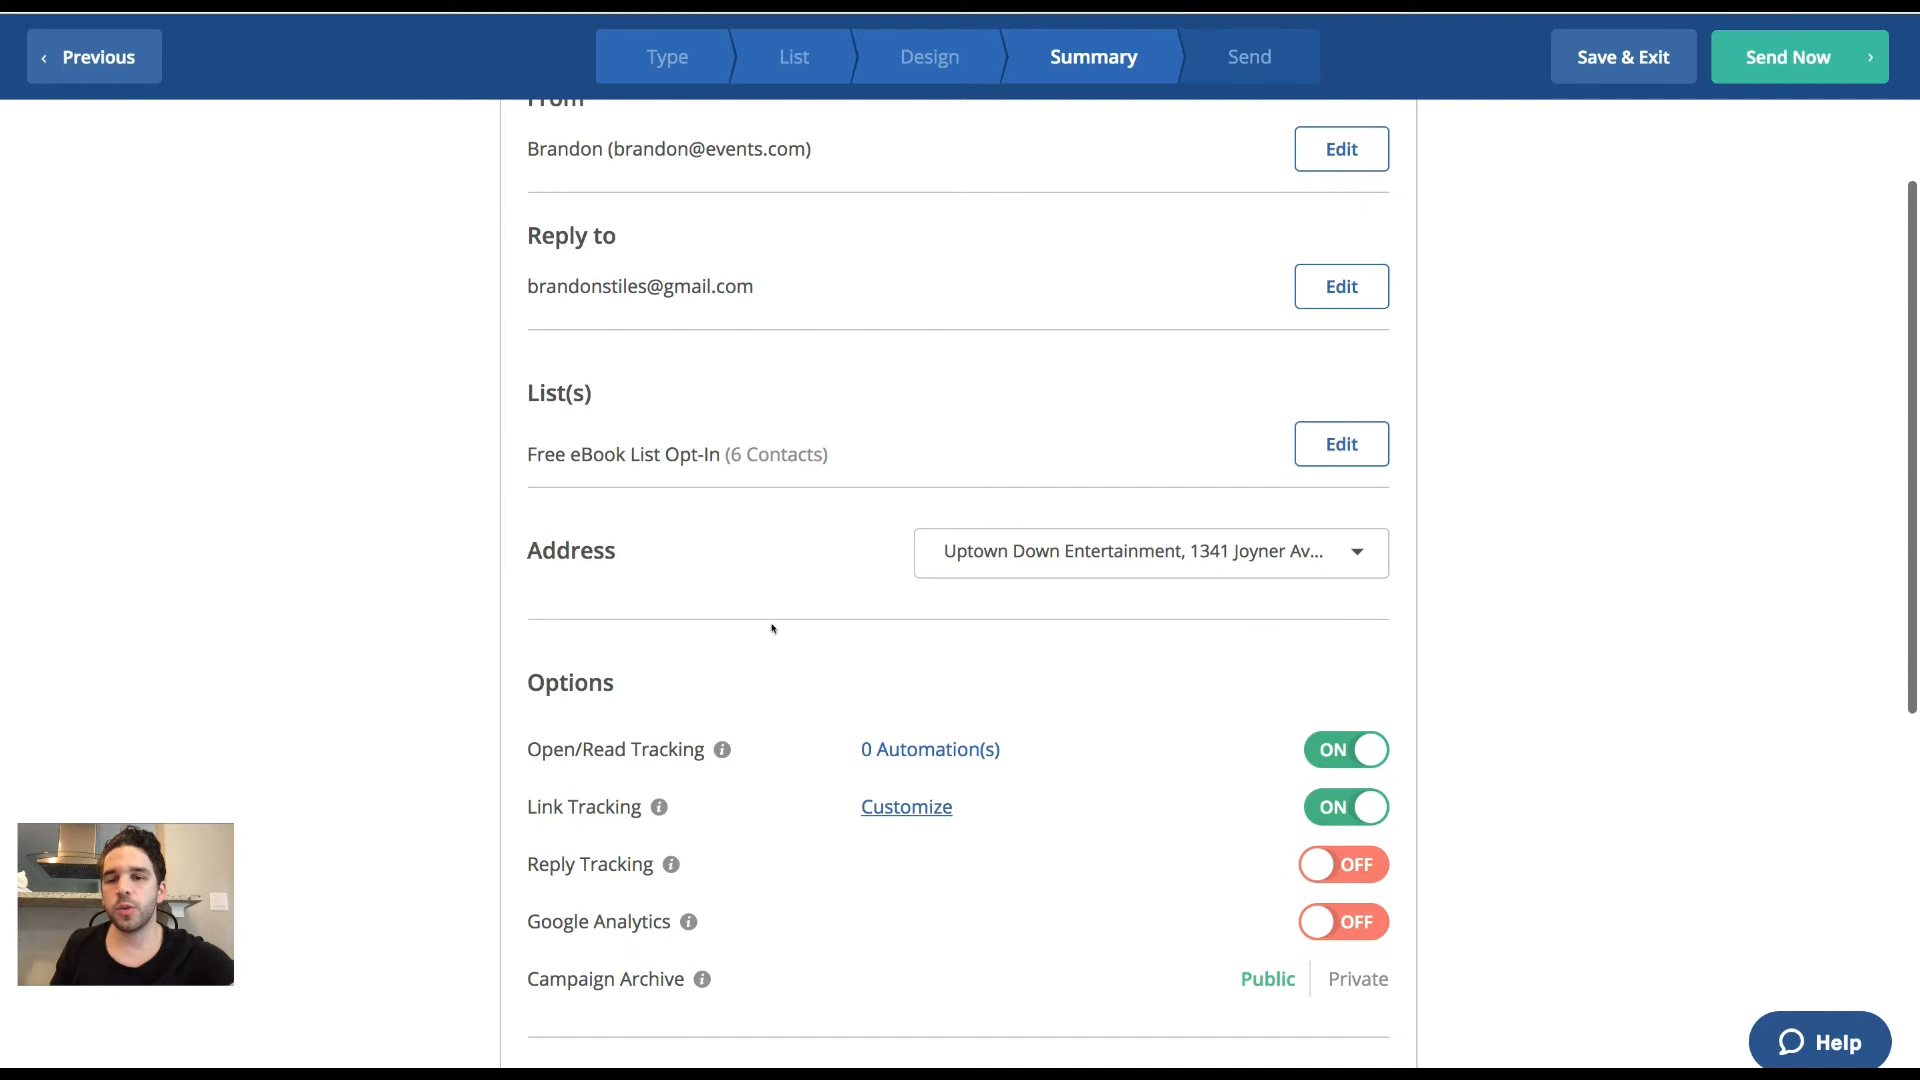 ‹ Previous
Type
List
Design
Summary
Send
Save & Exit
Send Now ›
From
Brandon (brandon@events.com)
Edit
Reply to
brandonstiles@gmail.com
Edit
List(s)
Free eBook List Opt-In (6 Contacts)
Edit
Address
Uptown Down Entertainment, 1341 Joyner Av...
Options
Open/Read Tracking i
0 Automation(s)
ON
Link Tracking i
Customize
ON
Reply Tracking i
OFF
Google Analytics i
OFF
Campaign Archive i
Public
Private
Help